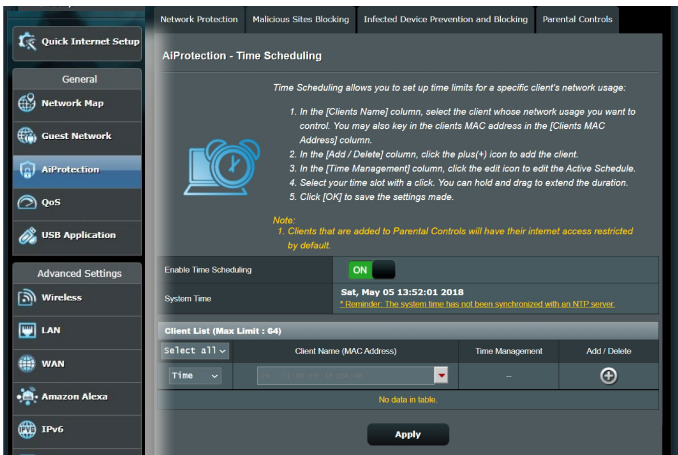 Network Protection
Malicious Sites Blocking
Infected Device Prevention and Blocking
Parental Controls
Quick Internet Setup
General
Network Map
Guest Network
AiProtection
QoS
USB Application
Advanced Settings
Wireless
LAN
WAN
Amazon Alexa
IPv6
AiProtection - Time Scheduling
Time Scheduling allows you to set up time limits for a specific client's network usage:
1. In the [Clients Name] column, select the client whose network usage you want to
control. You may also key in the clients MAC address in the [Clients MAC
Address] column.
2. In the [Add / Delete] column, click the plus(+) icon to add the client.
3. In the [Time Management] column, click the edit icon to edit the Active Schedule.
4. Select your time slot with a click. You can hold and drag to extend the duration.
5. Click [OK] to save the settings made.
Note:
1. Clients that are added to Parental Controls will have their internet access restricted
by default.
Enable Time Scheduling
ON
System Time
Sat, May 05 13:52:01 2018
* Reminder: The system time has not been synchronized with an NTP server.
Client List (Max Limit : 64)
Select all
Client Name (MAC Address)
Time Management
Add / Delete
Time
–
No data in table.
Apply
IPV6